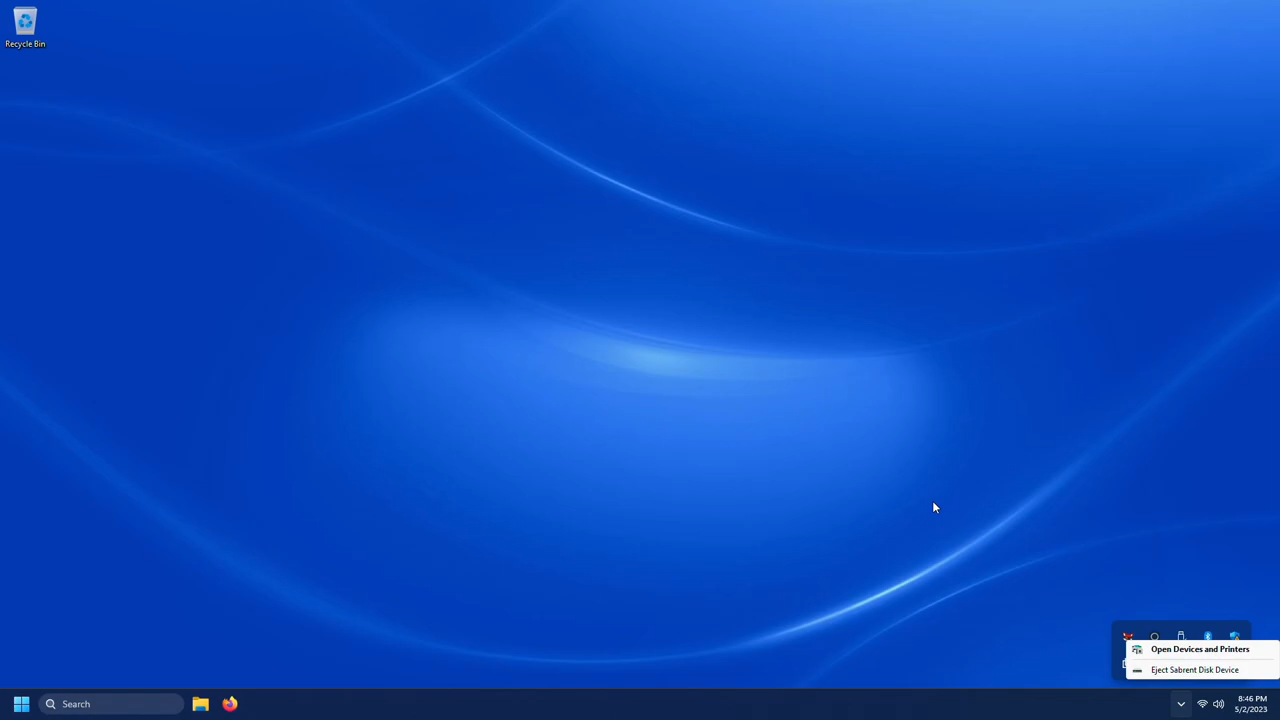 Recycle Bin
Open Devices and Printers
Eject Sabrent Disk Device
Search
8:46 PM
5/2/2023